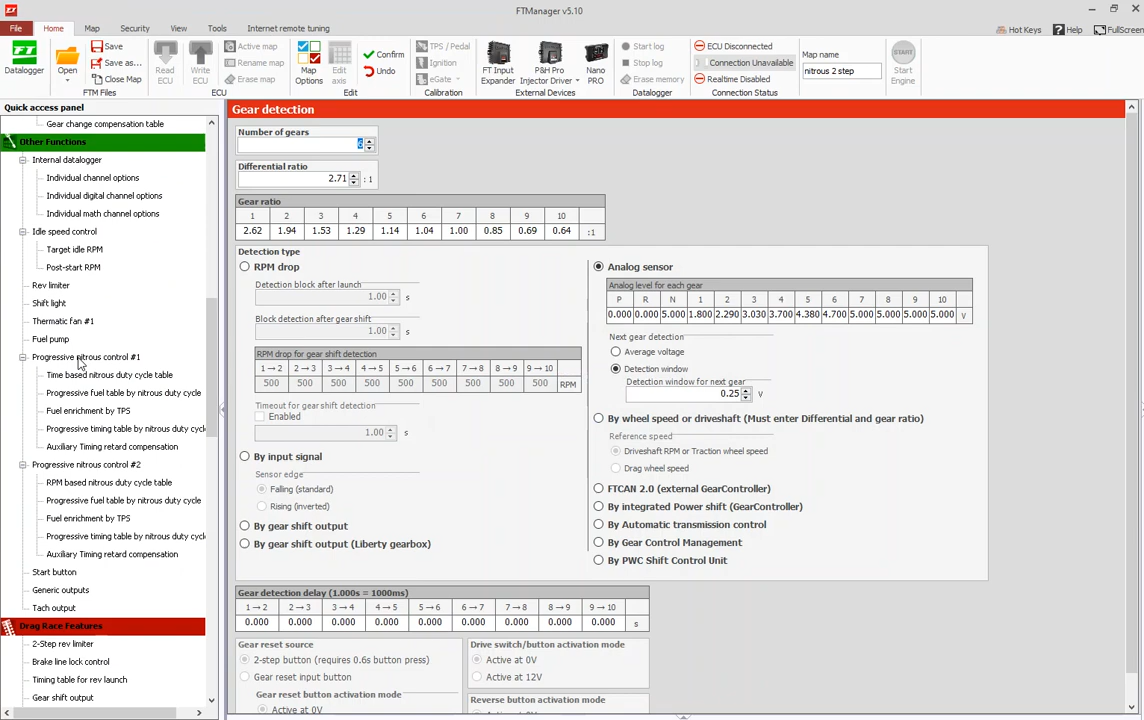 FTManager v5.10
File
Home
Map
Security
View
Tools
Internet remote tuning
Hot Keys
Help
FullScreen
FT
Datalogger
Open
Save
Save as...
Close Map
FTM Files
Read ECU
Write ECU
Active map
Rename map
Erase map
ECU
Map Options
Edit axis
Confirm
Undo
Edit
TPS / Pedal
Ignition
eGate
Calibration
FT Input Expander
P&H Pro Injector Driver
Nano PRO
External Devices
Start log
Stop log
Erase memory
Datalogger
ECU Disconnected
Connection Unavailable
Realtime Disabled
Connection Status
Map name
nitrous 2 step
START
Start Engine
Quick access panel
Gear change compensation table
Other Functions
Internal datalogger
Individual channel options
Individual digital channel options
Individual math channel options
Idle speed control
Target idle RPM
Post-start RPM
Rev limiter
Shift light
Thermatic fan #1
Fuel pump
Progressive nitrous control #1
Time based nitrous duty cycle table
Progressive fuel table by nitrous duty cycle
Fuel enrichment by TPS
Progressive timing table by nitrous duty cycl
Auxiliary Timing retard compensation
Progressive nitrous control #2
RPM based nitrous duty cycle table
Progressive fuel table by nitrous duty cycle
Fuel enrichment by TPS
Progressive timing table by nitrous duty cycl
Auxiliary Timing retard compensation
Start button
Generic outputs
Tach output
Drag Race Features
2-Step rev limiter
Brake line lock control
Timing table for rev launch
Gear shift output
Gear detection
Number of gears
6
Differential ratio
2.71 : 1
Gear ratio
1 2 3 4 5 6 7 8 9 10
2.62 1.94 1.53 1.29 1.14 1.04 1.00 0.85 0.69 0.64 :1
Detection type
RPM drop
Detection block after launch
1.00 s
Block detection after gear shift
1.00 s
RPM drop for gear shift detection
1→2 2→3 3→4 4→5 5→6 6→7 7→8 8→9 9→10
500 500 500 500 500 500 500 500 500 RPM
Timeout for gear shift detection
Enabled
1.00 s
By input signal
Sensor edge
Falling (standard)
Rising (inverted)
By gear shift output
By gear shift output (Liberty gearbox)
Analog sensor
Analog level for each gear
P R N 1 2 3 4 5 6 7 8 9 10
0.000 0.000 5.000 1.800 2.290 3.030 3.700 4.380 4.700 5.000 5.000 5.000 5.000 v
Next gear detection
Average voltage
Detection window
Detection window for next gear
0.25 V
By wheel speed or driveshaft (Must enter Differential and gear ratio)
Reference speed
Driveshaft RPM or Traction wheel speed
Drag wheel speed
FTCAN 2.0 (external GearController)
By integrated Power shift (GearController)
By Automatic transmission control
By Gear Control Management
By PWC Shift Control Unit
Gear detection delay (1.000s = 1000ms)
1→2 2→3 3→4 4→5 5→6 6→7 7→8 8→9 9→10
0.000 0.000 0.000 0.000 0.000 0.000 0.000 0.000 0.000 s
Gear reset source
2-step button (requires 0.6s button press)
Gear reset input button
Gear reset button activation mode
Active at 0V
Drive switch/button activation mode
Active at 0V
Active at 12V
Reverse button activation mode
Active at 0V